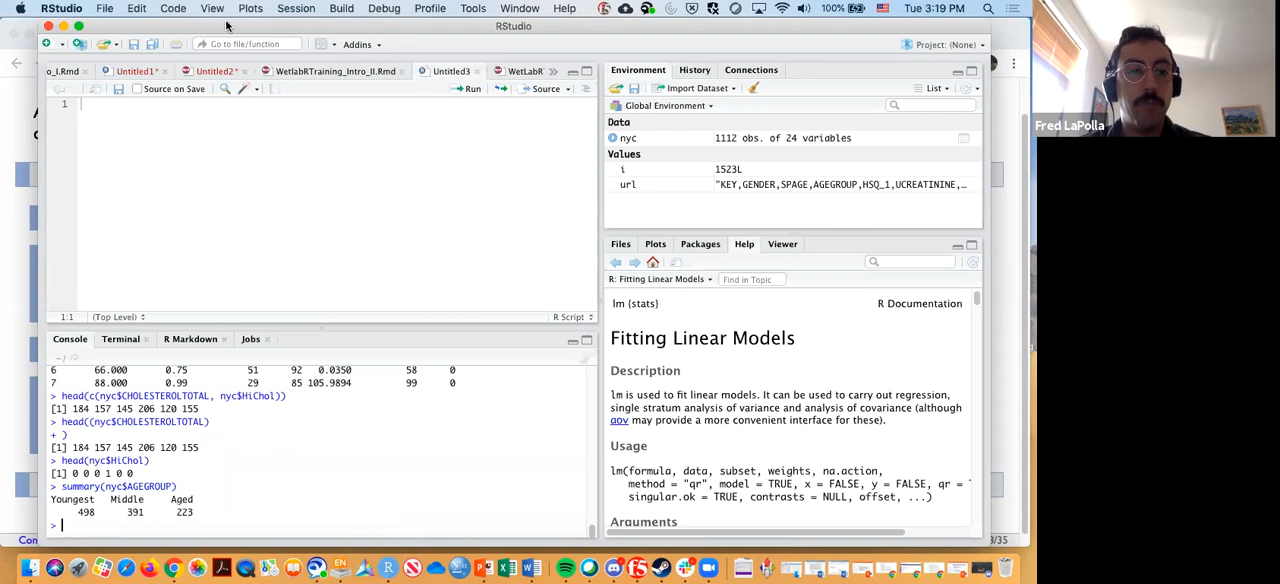 RStudio File Edit Code View Plots Session Build Debug Profile Tools Window Help 100% Tue 3:19 PM
RStudio
Go to file/function Addins Project: (None)
o_I.Rmd Untitled1* Untitled2* WetlabRTraining_Intro_II.Rmd Untitled3 WetLabR
Source on Save Run Source
1
1:1 (Top Level) R Script
Console Terminal R Markdown Jobs
~/
6 66.000 0.75 51 92 0.0350 58 0
7 88.000 0.99 29 85 105.9894 99 0
> head(c(nyc$CHOLESTEROLTOTAL, nyc$HiChol))
[1] 184 157 145 206 120 155
> head((nyc$CHOLESTEROLTOTAL)
+ )
[1] 184 157 145 206 120 155
> head(nyc$HiChol)
[1] 0 0 0 1 0 0
> summary(nyc$AGEGROUP)
Youngest Middle Aged
498 391 223
>
Environment History Connections
Import Dataset List
Global Environment
Data
nyc 1112 obs. of 24 variables
Values
i 1523L
url "KEY,GENDER,SPAGE,AGEGROUP,HSQ_1,UCREATININE,…
Files Plots Packages Help Viewer
R: Fitting Linear Models Find in Topic
lm {stats} R Documentation
Fitting Linear Models
Description
lm is used to fit linear models. It can be used to carry out regression,
single stratum analysis of variance and analysis of covariance (although
aov may provide a more convenient interface for these).
Usage
lm(formula, data, subset, weights, na.action,
method = "qr", model = TRUE, x = FALSE, y = FALSE, qr =
singular.ok = TRUE, contrasts = NULL, offset, ...)
Arguments
Fred LaPolla
Con
3/35